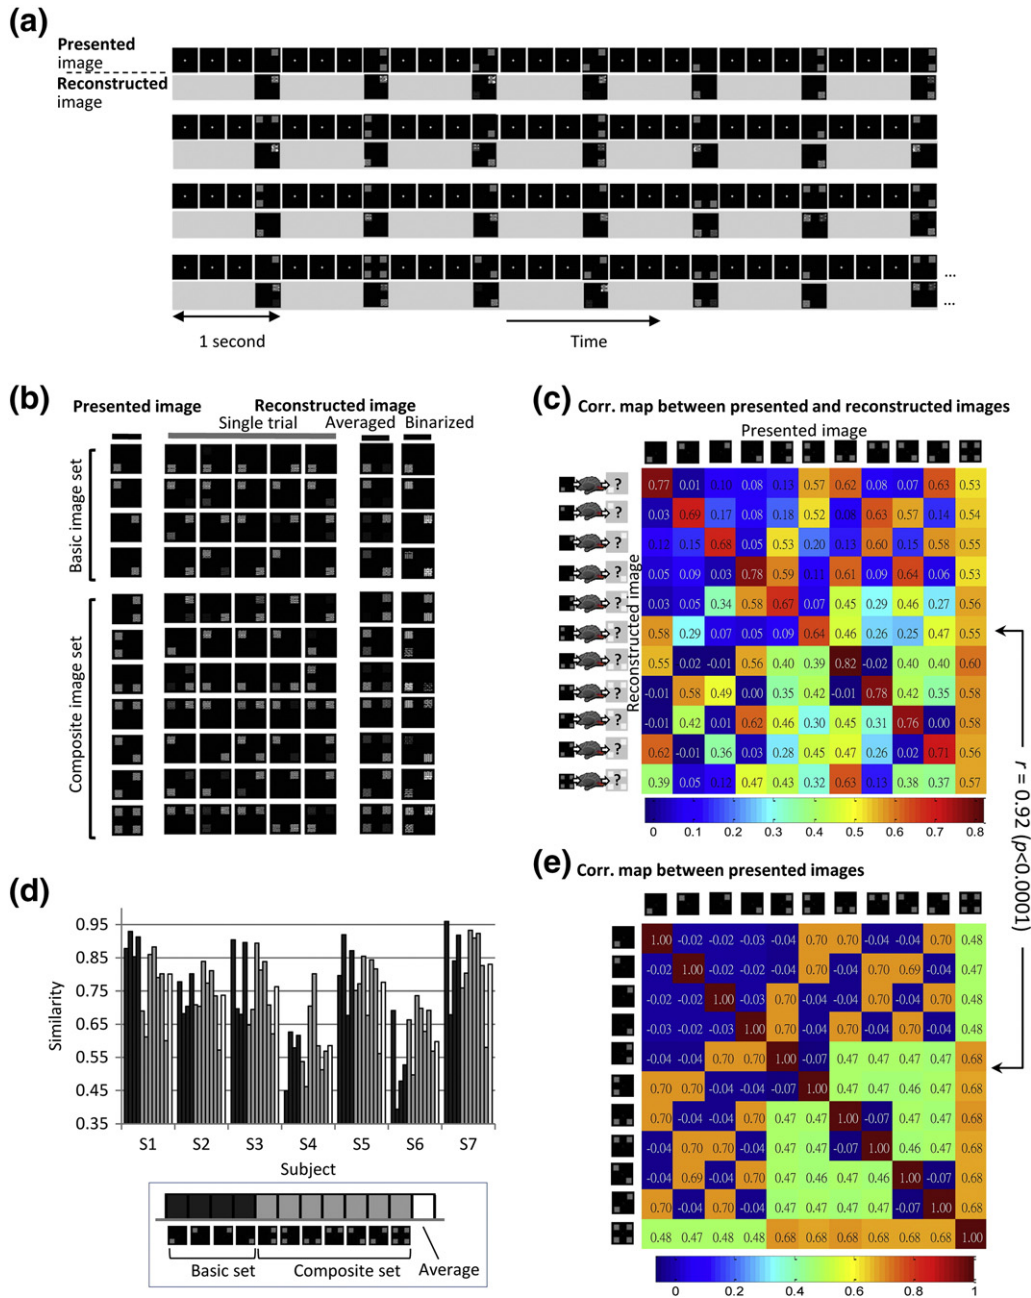 (a)
Presented
image
Reconstructed
image
...
...
1 second
Time
(b)
Presented image
Reconstructed image
Single trial
Averaged
Binarized
Basic image set
Composite image set
(c) Corr. map between presented and reconstructed images
Presented image
Reconstructed image
? 0.77 0.01 0.10 0.08 0.13 0.57 0.62 0.08 0.07 0.63 0.53
? 0.03 0.69 0.17 0.08 0.18 0.52 0.08 0.63 0.57 0.14 0.54
? 0.12 0.15 0.68 0.05 0.53 0.20 0.13 0.60 0.15 0.58 0.55
? 0.05 0.09 0.03 0.78 0.59 0.11 0.61 0.09 0.64 0.06 0.53
? 0.03 0.05 0.34 0.58 0.67 0.07 0.45 0.29 0.46 0.27 0.56
? 0.58 0.29 0.07 0.05 0.09 0.64 0.46 0.26 0.25 0.47 0.55
? 0.55 0.02 -0.01 0.56 0.40 0.39 0.82 -0.02 0.40 0.40 0.60
? -0.01 0.58 0.49 0.00 0.35 0.42 -0.01 0.78 0.42 0.35 0.58
? -0.01 0.42 0.01 0.62 0.46 0.30 0.45 0.31 0.76 0.00 0.58
? 0.62 -0.01 0.36 0.03 0.28 0.45 0.47 0.26 0.02 0.71 0.56
? 0.39 0.05 0.12 0.47 0.43 0.32 0.63 0.13 0.38 0.37 0.57
0 0.1 0.2 0.3 0.4 0.5 0.6 0.7 0.8
r = 0.92 (p<0.0001)
(d)
Similarity
0.95
0.85
0.75
0.65
0.55
0.45
0.35
S1 S2 S3 S4 S5 S6 S7
Subject
Basic set
Composite set
Average
(e) Corr. map between presented images
1.00 -0.02 -0.02 -0.03 -0.04 0.70 0.70 -0.04 -0.04 0.70 0.48
-0.02 1.00 -0.02 -0.02 -0.04 0.70 -0.04 0.70 0.69 -0.04 0.47
-0.02 -0.02 1.00 -0.03 0.70 -0.04 -0.04 0.70 -0.04 0.70 0.48
-0.03 -0.02 -0.03 1.00 0.70 -0.04 0.70 -0.04 0.70 -0.04 0.48
-0.04 -0.04 0.70 0.70 1.00 -0.07 0.47 0.47 0.47 0.47 0.68
0.70 0.70 -0.04 -0.04 -0.07 1.00 0.47 0.47 0.46 0.47 0.68
0.70 -0.04 -0.04 0.70 0.47 0.47 1.00 -0.07 0.47 0.47 0.68
-0.04 0.70 0.70 -0.04 0.47 0.47 -0.07 1.00 0.46 0.47 0.68
-0.04 0.69 -0.04 0.70 0.47 0.46 0.47 0.46 1.00 -0.07 0.68
0.70 -0.04 0.70 -0.04 0.47 0.47 0.47 0.47 -0.07 1.00 0.68
0.48 0.47 0.48 0.48 0.68 0.68 0.68 0.68 0.68 0.68 1.00
0 0.2 0.4 0.6 0.8 1